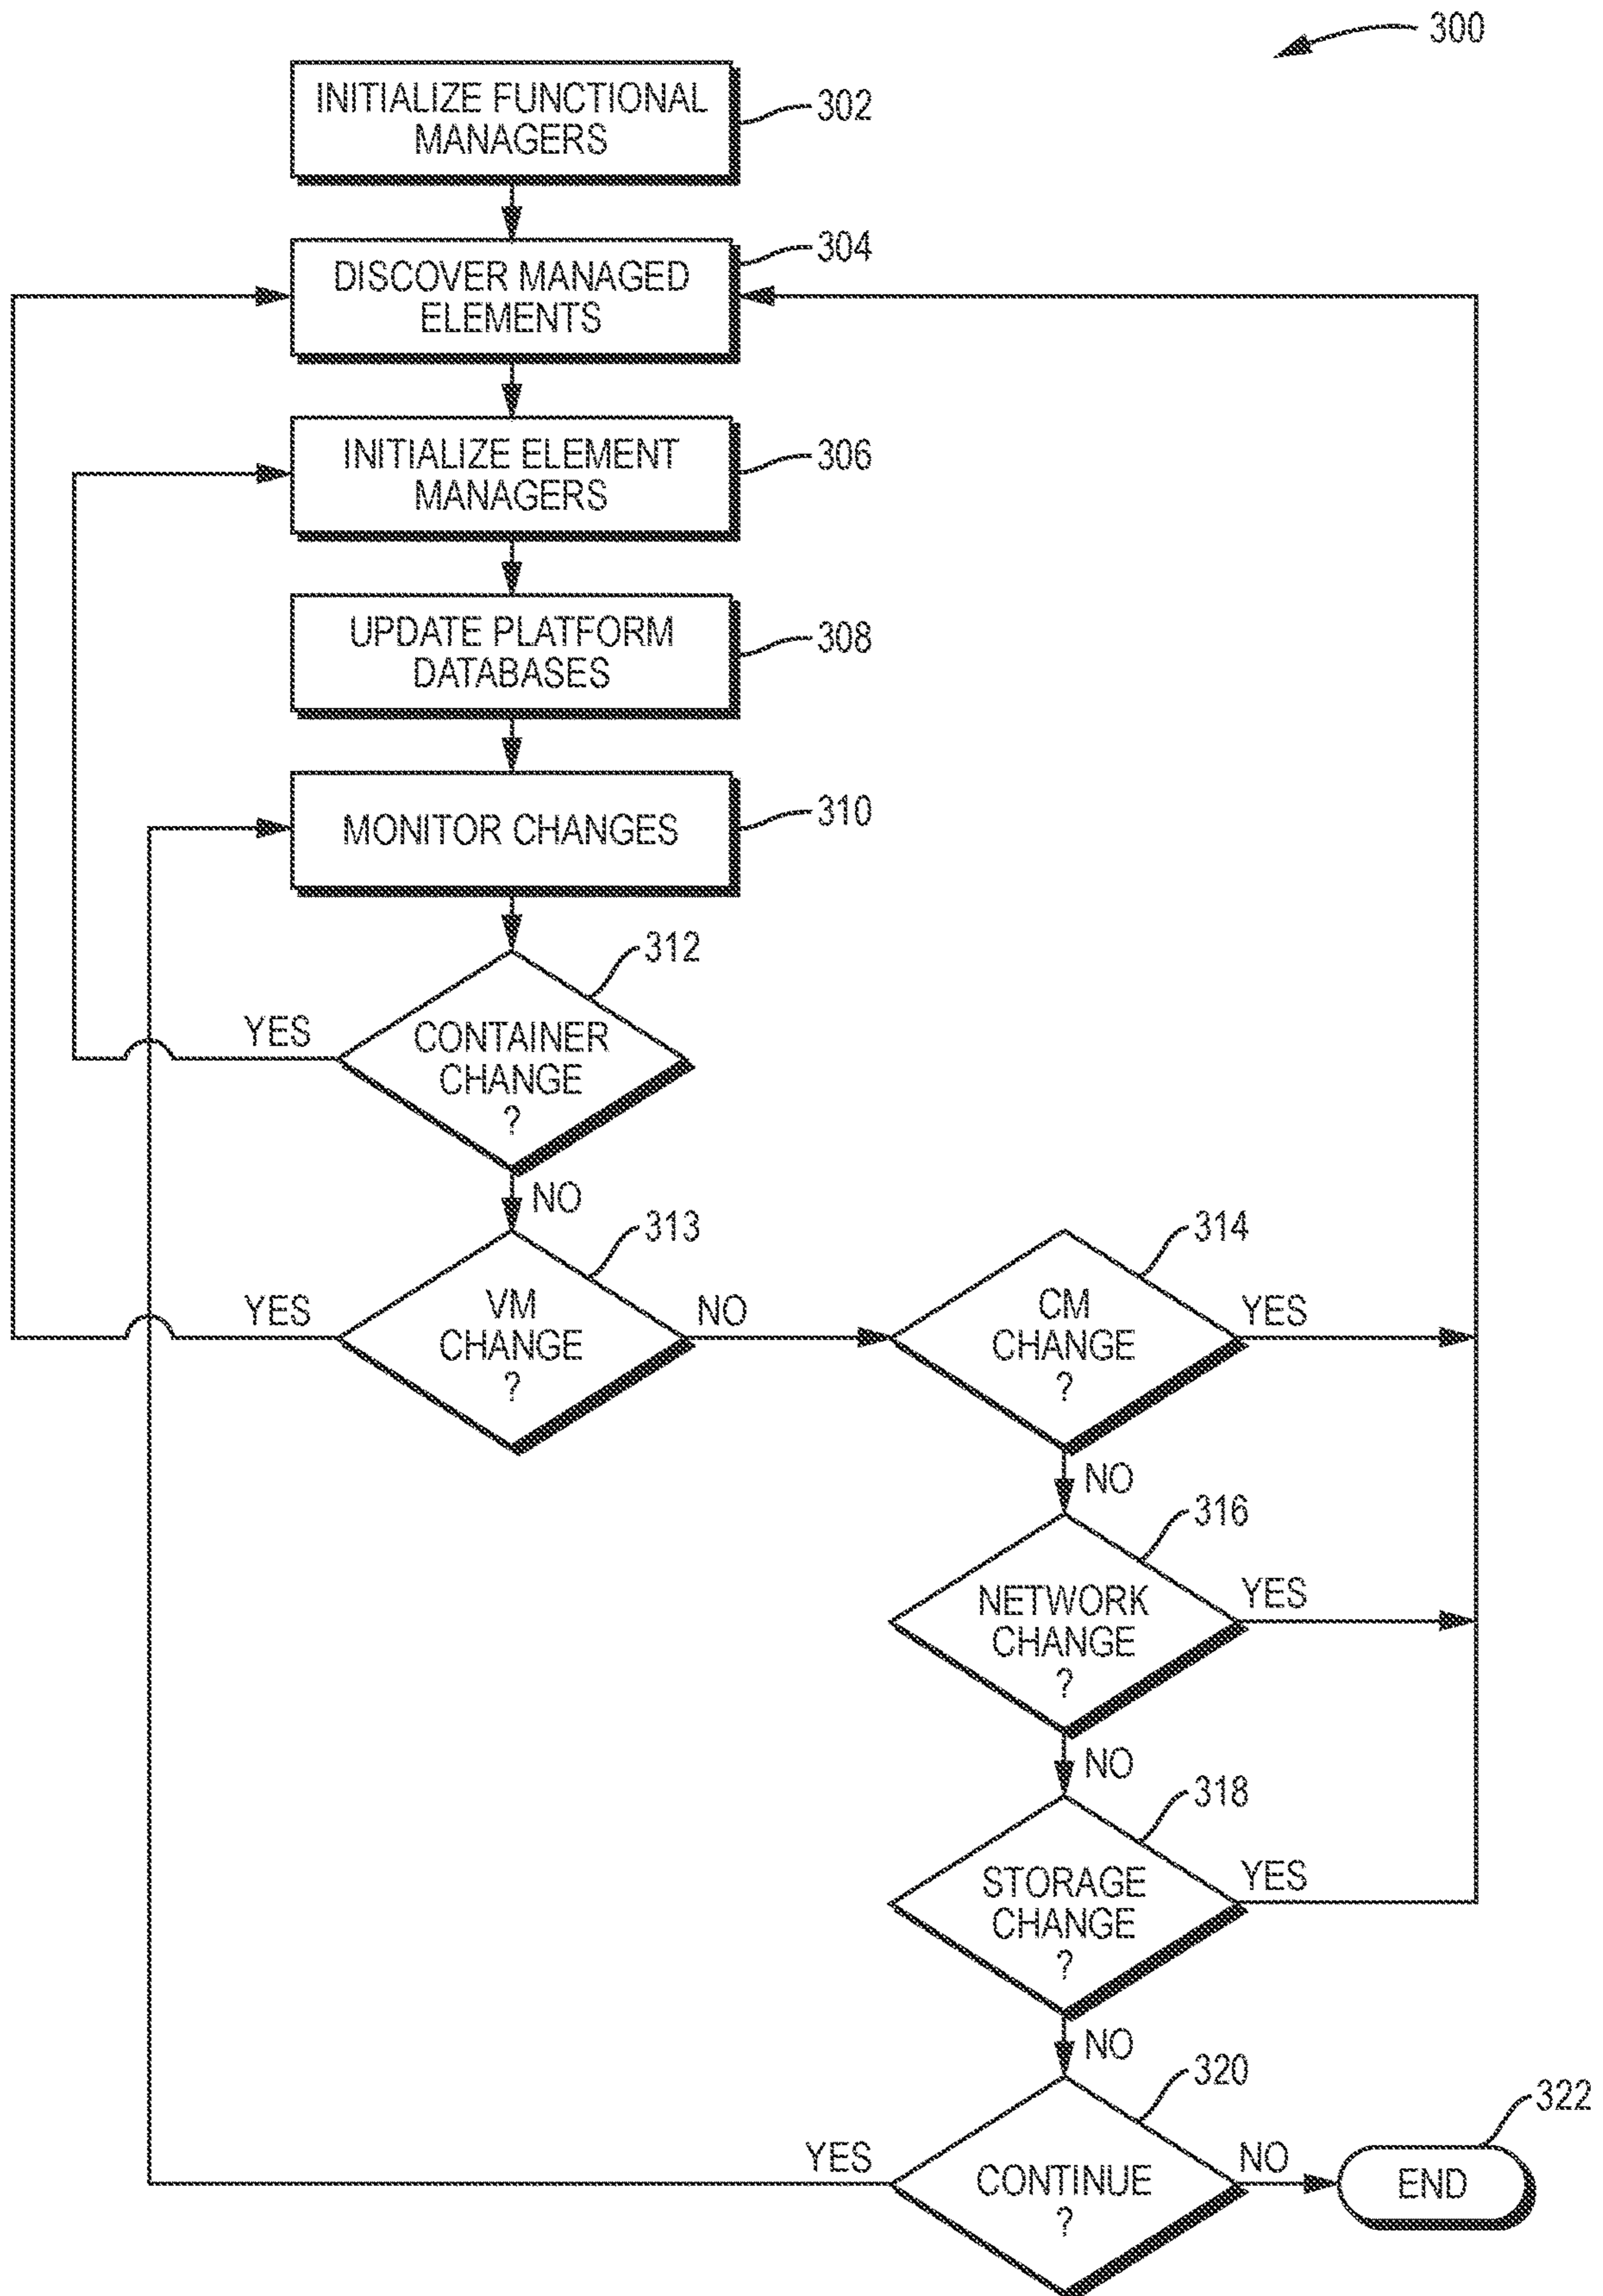 300
INITIALIZE FUNCTIONAL
MANAGERS
302
DISCOVER MANAGED
ELEMENTS
304
INITIALIZE ELEMENT
MANAGERS
306
UPDATE PLATFORM
DATABASES
308
MONITOR CHANGES
310
312
YES
CONTAINER
CHANGE
?
NO
313
YES
VM
CHANGE
?
NO
314
CM
CHANGE
?
YES
NO
316
NETWORK
CHANGE
?
YES
NO
318
STORAGE
CHANGE
?
YES
NO
320
YES
CONTINUE
?
NO
322
END